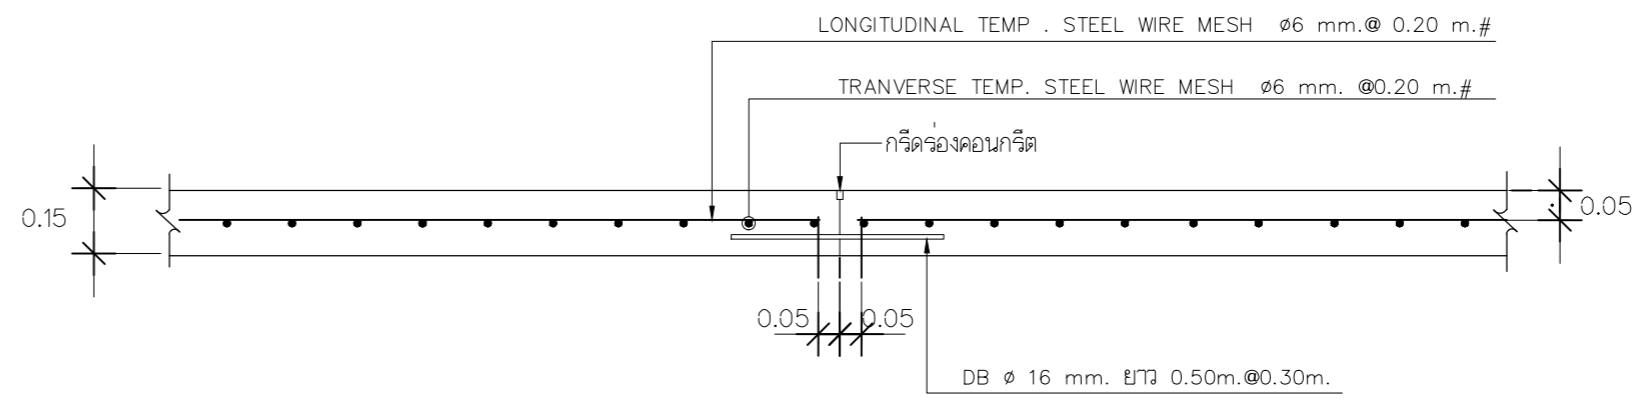 LONGITUDINAL TEMP . STEEL WIRE MESH ø6 mm.@ 0.20 m.#
TRANVERSE TEMP. STEEL WIRE MESH ø6 mm. @0.20 m.#
กรีดร่องคอนกรีต
0.15
0.05
0.05 0.05
DB ø 16 mm. ยาว 0.50m.@0.30m.